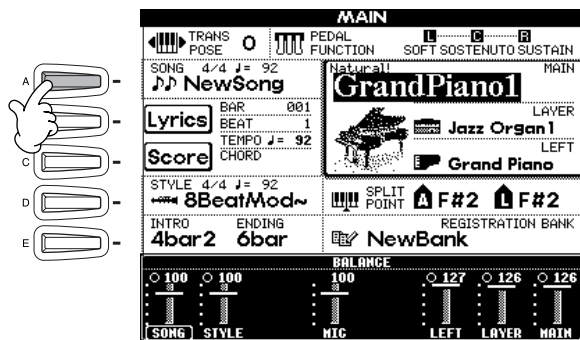 MAIN
TRANS POSE 0 PEDAL FUNCTION L C R
SOFT SOSTENUTO SUSTAIN
SONG 4/4 ♩= 92
NewSong
Natural! MAIN
GrandPiano1
Lyrics
BAR 001
BEAT 1
TEMPO ♩= 92
Score
CHORD
LAYER
Jazz Organ1
LEFT
Grand Piano
STYLE 4/4 ♩= 92
8BeatMod~
SPLIT POINT A F#2 L F#2
INTRO ENDING
4bar2 6bar
REGISTRATION BANK
NewBank
BALANCE
100 100 100 127 126 126
SONG STYLE MIC LEFT LAYER MAIN
A
C
D
E